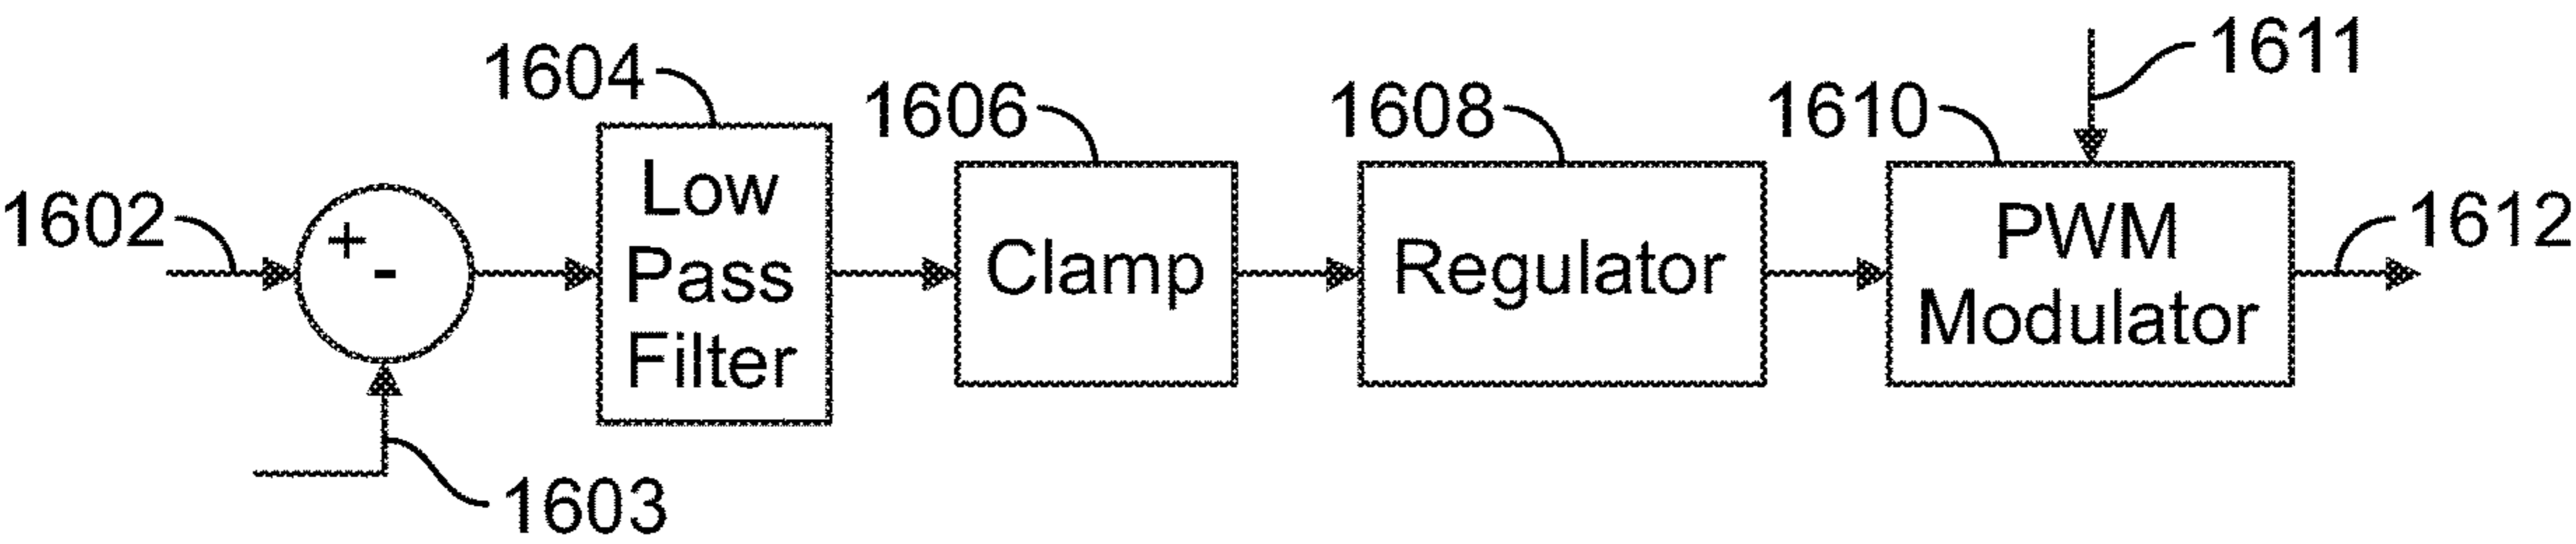 1611
1604
1606
1608
1610
1602
+
-
Low
Pass
Filter
Clamp
Regulator
PWM
Modulator
1612
1603